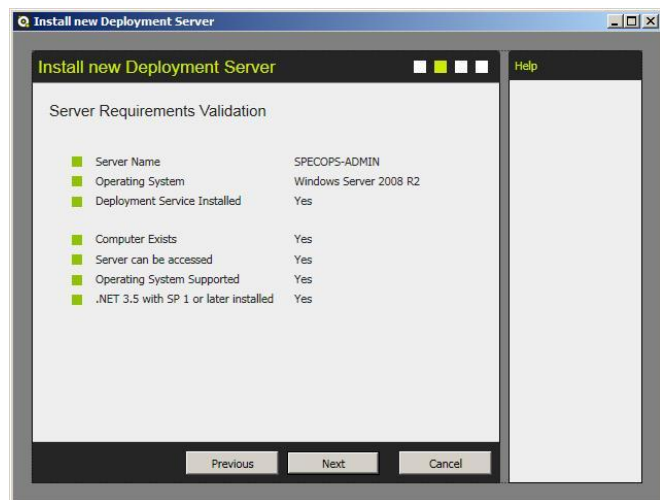 Install new Deployment Server
Install new Deployment Server
Help
Server Requirements Validation
Server Name SPECOPS-ADMIN
Operating System Windows Server 2008 R2
Deployment Service Installed Yes
Computer Exists Yes
Server can be accessed Yes
Operating System Supported Yes
.NET 3.5 with SP 1 or later installed Yes
Previous Next Cancel